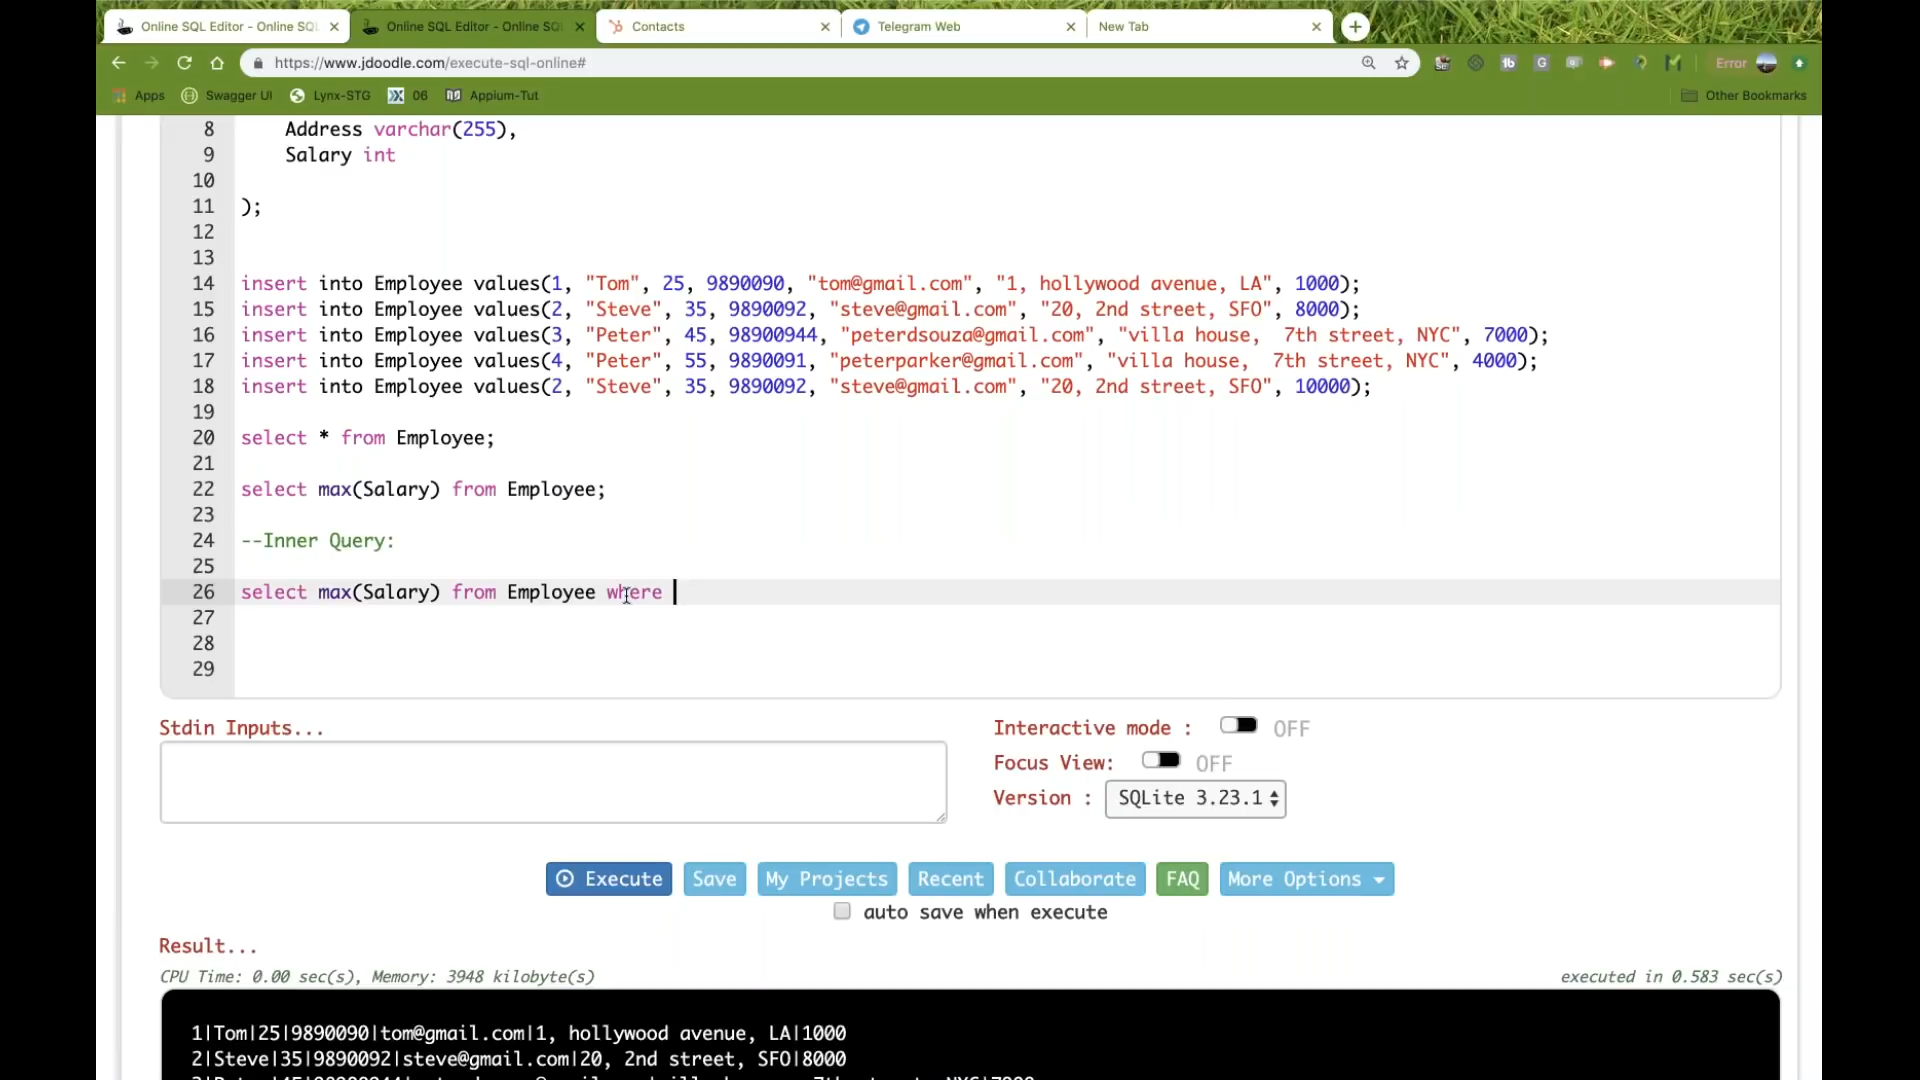 Online SQL Editor - Online SQL
Online SQL Editor - Online SQL
Contacts
Telegram Web
New Tab
https://www.jdoodle.com/execute-sql-online#
Error
Apps
Swagger UI
Lynx-STG
06
Appium-Tut
Other Bookmarks
8 Address varchar(255),
9 Salary int
10
11 );
12
13
14 insert into Employee values(1, "Tom", 25, 9890090, "tom@gmail.com", "1, hollywood avenue, LA", 1000);
15 insert into Employee values(2, "Steve", 35, 9890092, "steve@gmail.com", "20, 2nd street, SFO", 8000);
16 insert into Employee values(3, "Peter", 45, 98900944, "peterdsouza@gmail.com", "villa house,  7th street, NYC", 7000);
17 insert into Employee values(4, "Peter", 55, 9890091, "peterparker@gmail.com", "villa house,  7th street, NYC", 4000);
18 insert into Employee values(2, "Steve", 35, 9890092, "steve@gmail.com", "20, 2nd street, SFO", 10000);
19
20 select * from Employee;
21
22 select max(Salary) from Employee;
23
24 --Inner Query:
25
26 select max(Salary) from Employee where
27
28
29
Stdin Inputs...
Interactive mode : OFF
Focus View: OFF
Version : SQLite 3.23.1
Execute
Save
My Projects
Recent
Collaborate
FAQ
More Options
auto save when execute
Result...
CPU Time: 0.00 sec(s), Memory: 3948 kilobyte(s)
executed in 0.583 sec(s)
1|Tom|25|9890090|tom@gmail.com|1, hollywood avenue, LA|1000
2|Steve|35|9890092|steve@gmail.com|20, 2nd street, SFO|8000